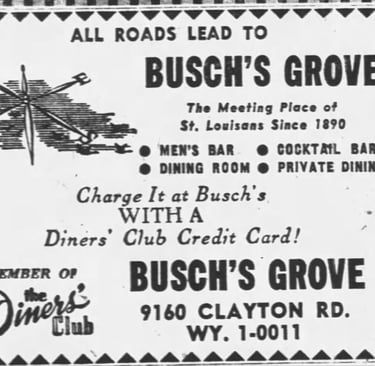 ALL ROADS LEAD TO
BUSCH'S GROVE
The Meeting Place of
St. Louisans Since 1890
● MEN'S BAR ● COCKTAIL BAR
● DINING ROOM ● PRIVATE DININ
Charge It at Busch's
WITH A
Diners' Club Credit Card!
EMBER OF
the
Diners'
Club
BUSCH'S GROVE
9160 CLAYTON RD.
WY. 1-0011